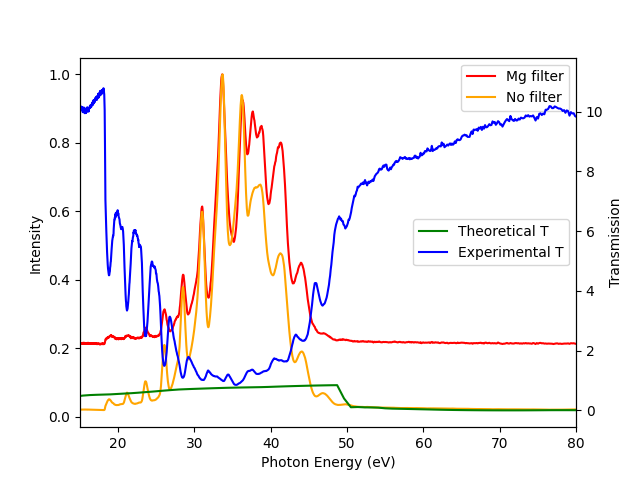 1.0
0.8
0.6
0.4
0.2
0.0
Intensity
20
30
40
50
60
70
80
Photon Energy (eV)
10
8
6
4
2
0
Transmission
Mg filter
No filter
Theoretical T
Experimental T